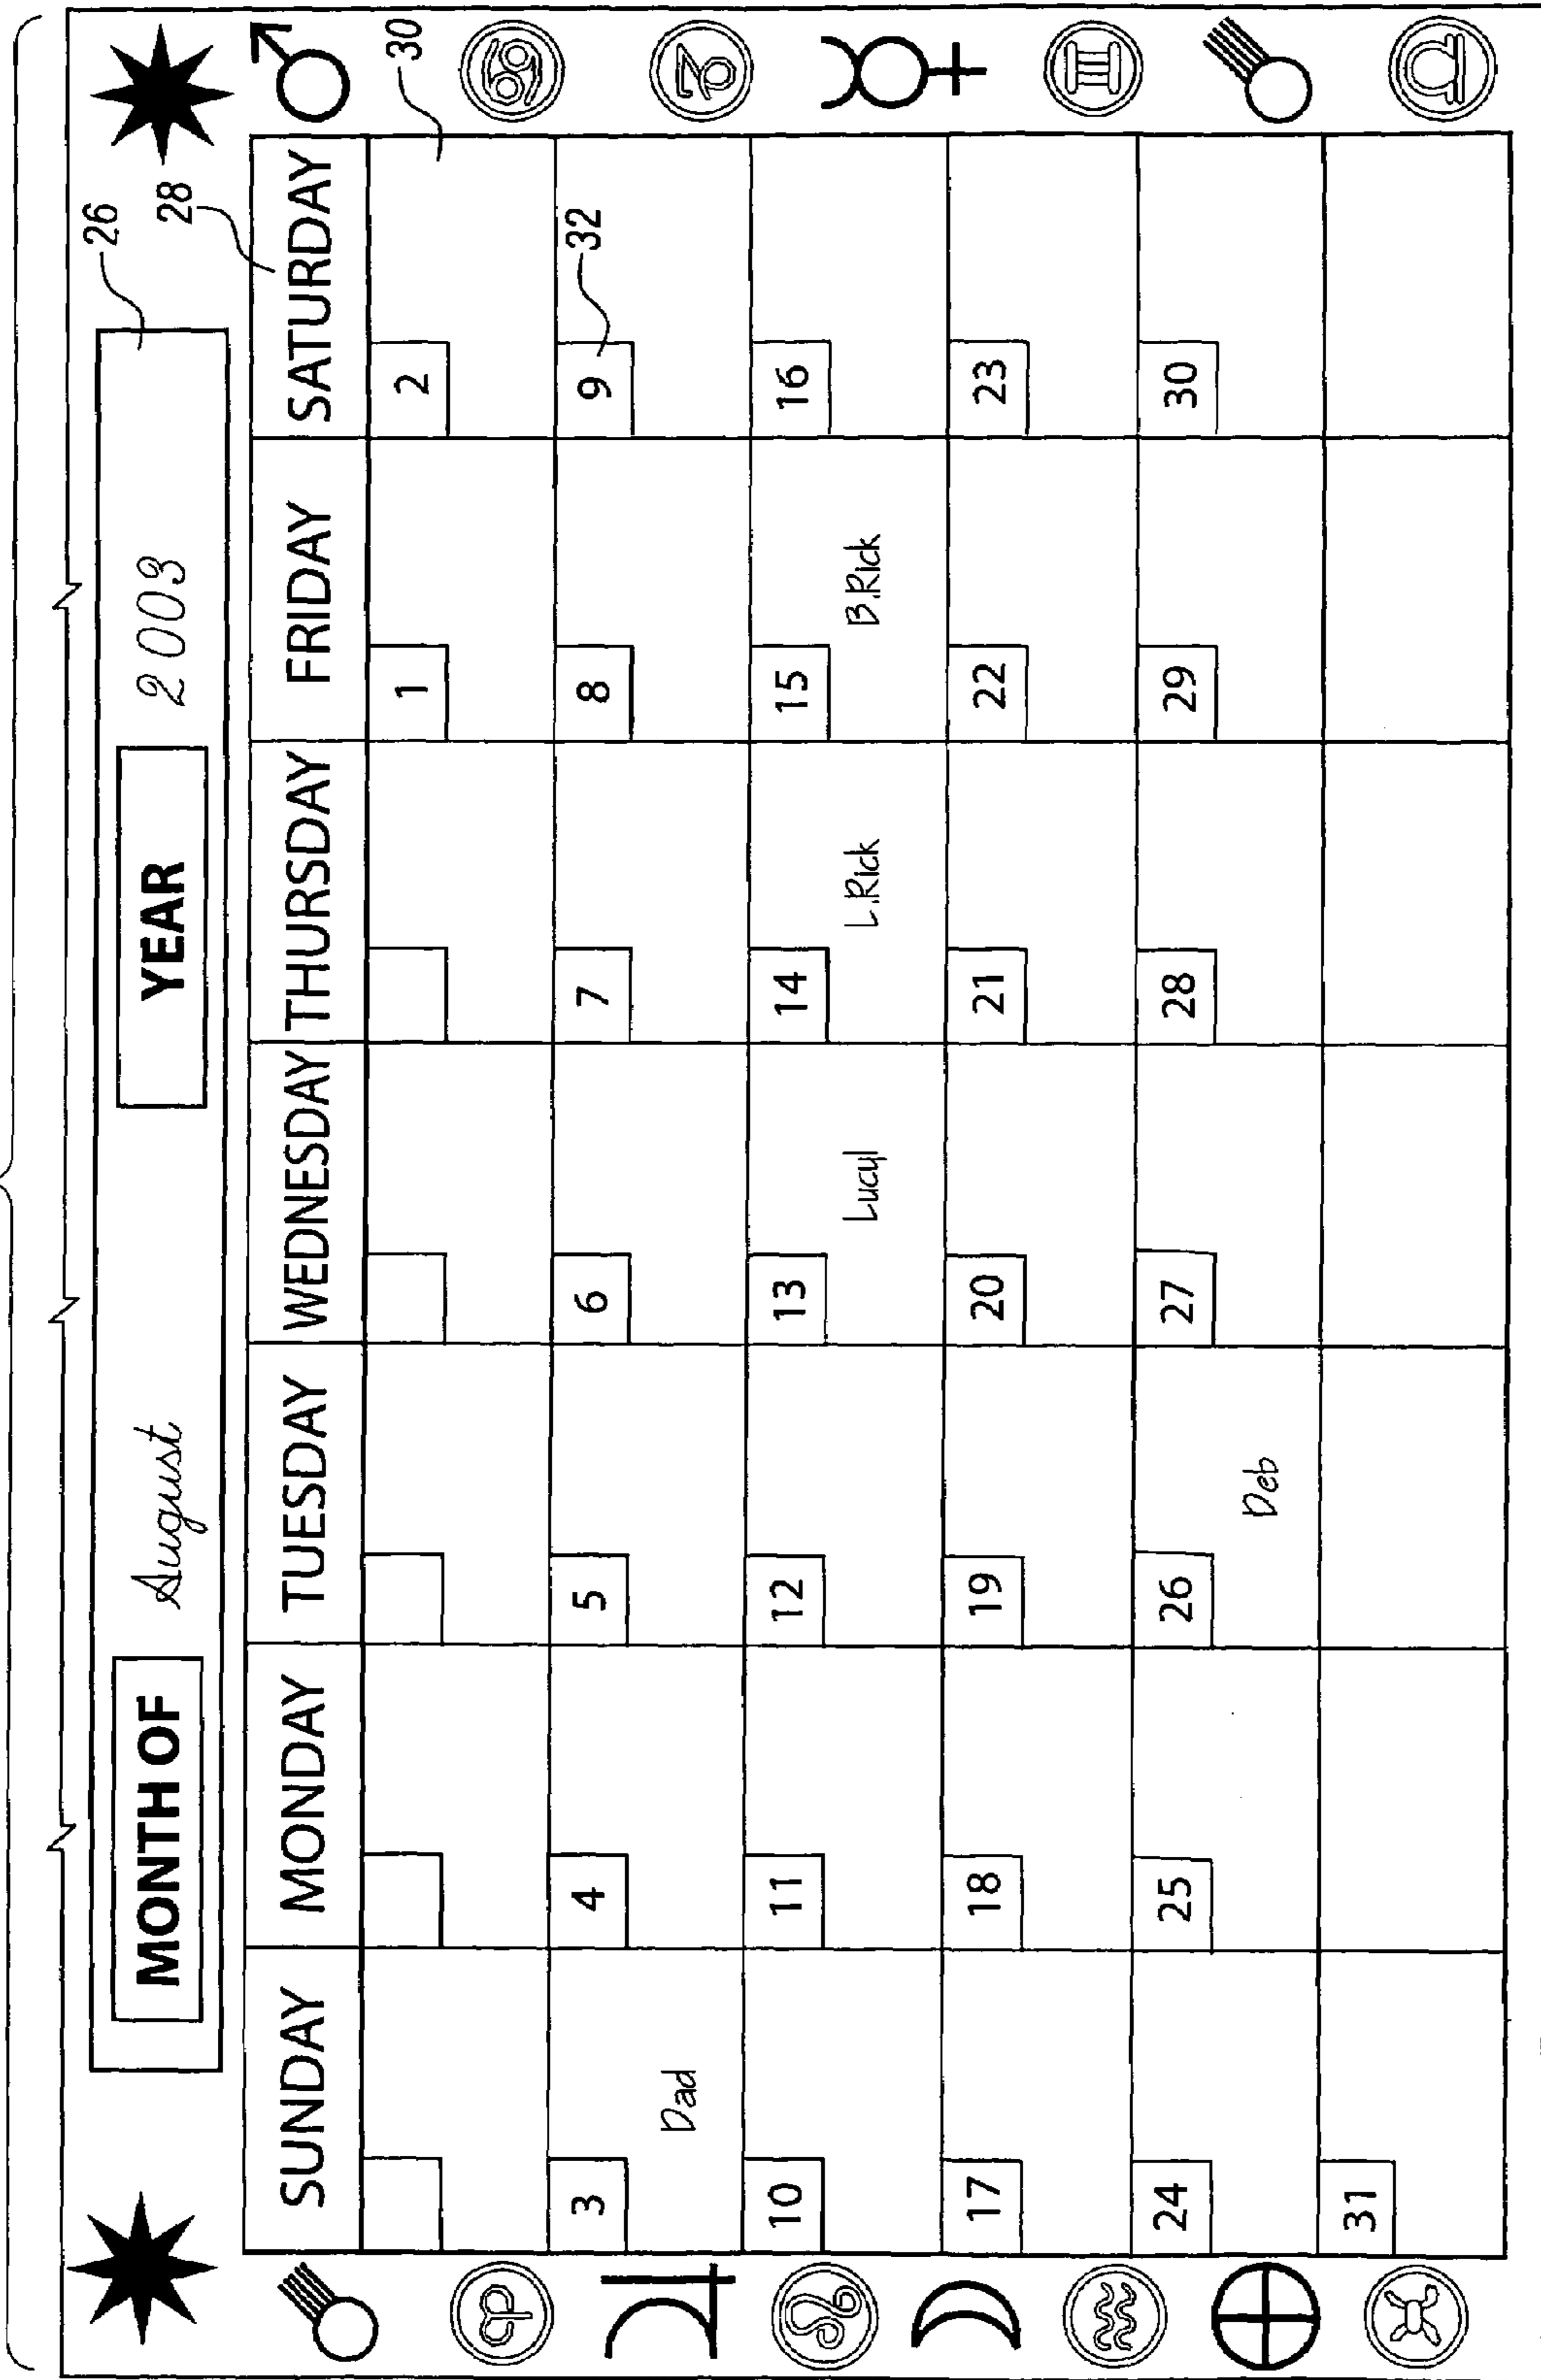 26
MONTH OF August YEAR 2003
28
SUNDAY MONDAY TUESDAY WEDNESDAY THURSDAY FRIDAY SATURDAY
1 2
30
3 4 5 6 7 8 9
32
Dad
10 11 12 13 14 15 16
Lucyl L.Rick B.Rick
17 18 19 20 21 22 23
24 25 26 27 28 29 30
Deb
31